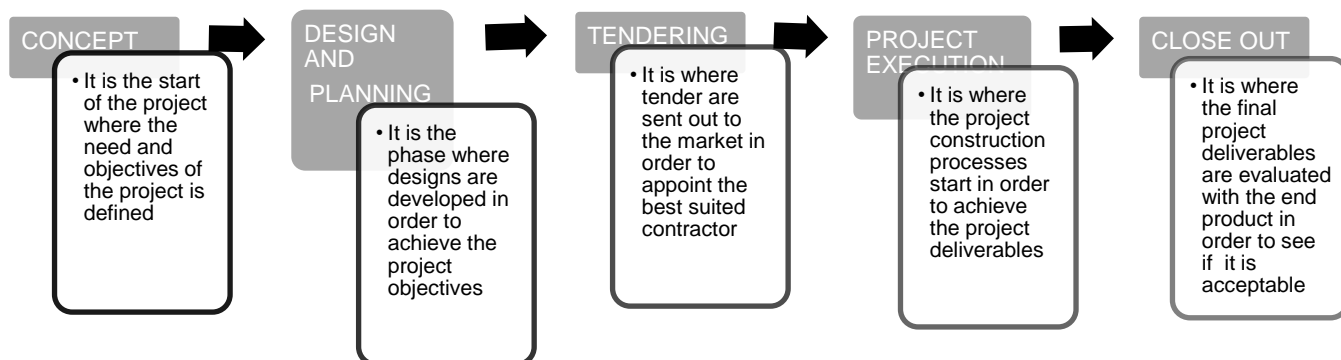 CONCEPT
• It is the start
of the project
where the
need and
objectives of
the project is
defined
DESIGN
AND
PLANNING
• It is the
phase where
designs are
developed in
order to
achieve the
project
objectives
TENDERING
• It is where
tender are
sent out to
the market in
order to
appoint the
best suited
contractor
PROJECT
EXECUTION
• It is where
the project
construction
processes
start in order
to achieve
the project
deliverables
CLOSE OUT
• It is where
the final
project
deliverables
are evaluated
with the end
product in
order to see
if it is
acceptable